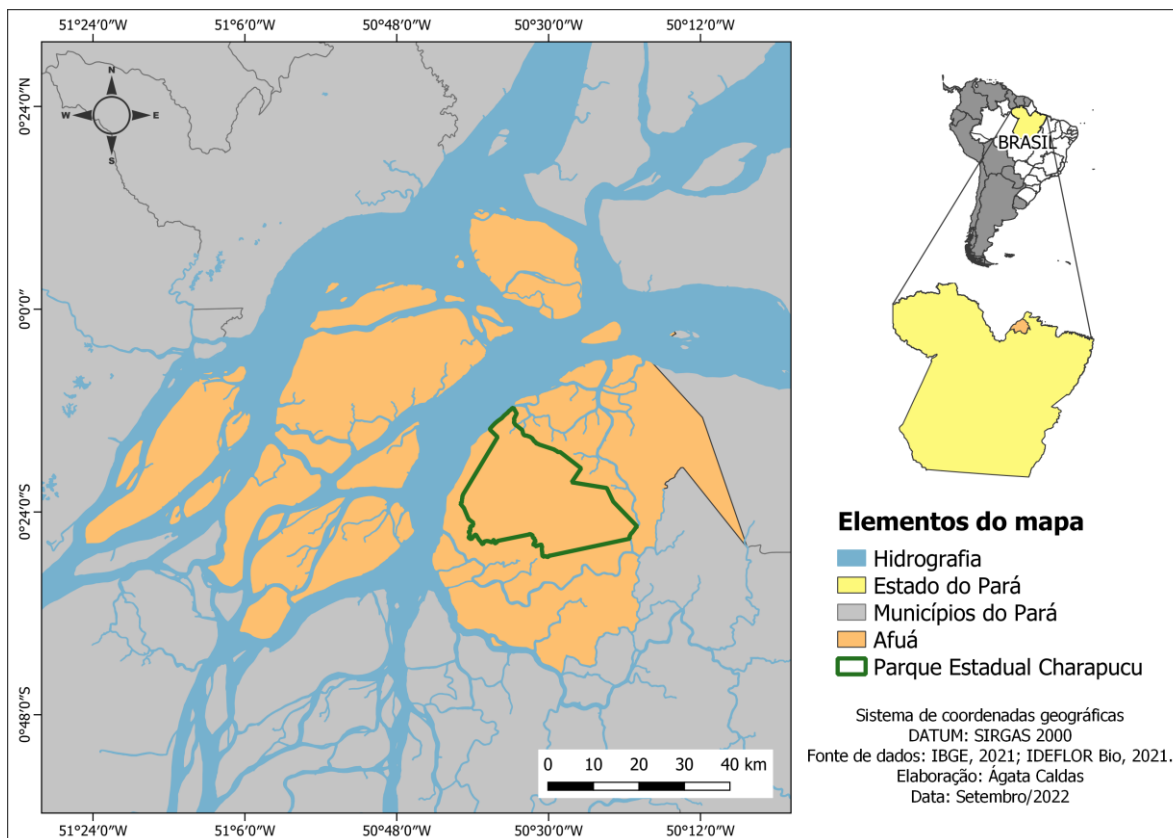 51°24'0"W 51°6'0"W 50°48'0"W 50°30'0"W 50°12'0"W
0°24'0"N
0°0'0"
0°24'0"S
0°48'0"S
N
W E
S
0 10 20 30 40 km
51°24'0"W 51°6'0"W 50°48'0"W 50°30'0"W 50°12'0"W
BRASIL
Elementos do mapa
Hidrografia
Estado do Pará
Municípios do Pará
Afuá
Parque Estadual Charapucu
Sistema de coordenadas geográficas
DATUM: SIRGAS 2000
Fonte de dados: IBGE, 2021; IDEFLOR Bio, 2021.
Elaboração: Ágata Caldas
Data: Setembro/2022